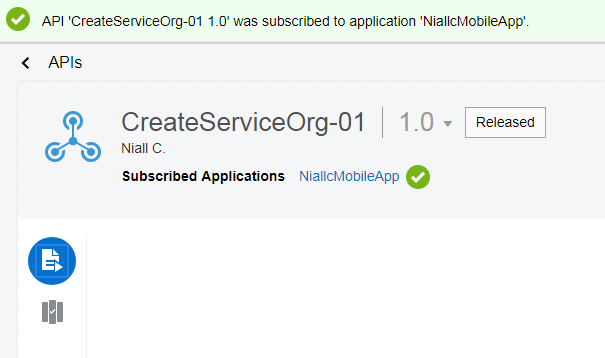 API 'CreateServiceOrg-01 1.0' was subscribed to application 'NiallcMobileApp'.
APIs
CreateServiceOrg-01 1.0 Released
Niall C.
Subscribed Applications NiallcMobileApp